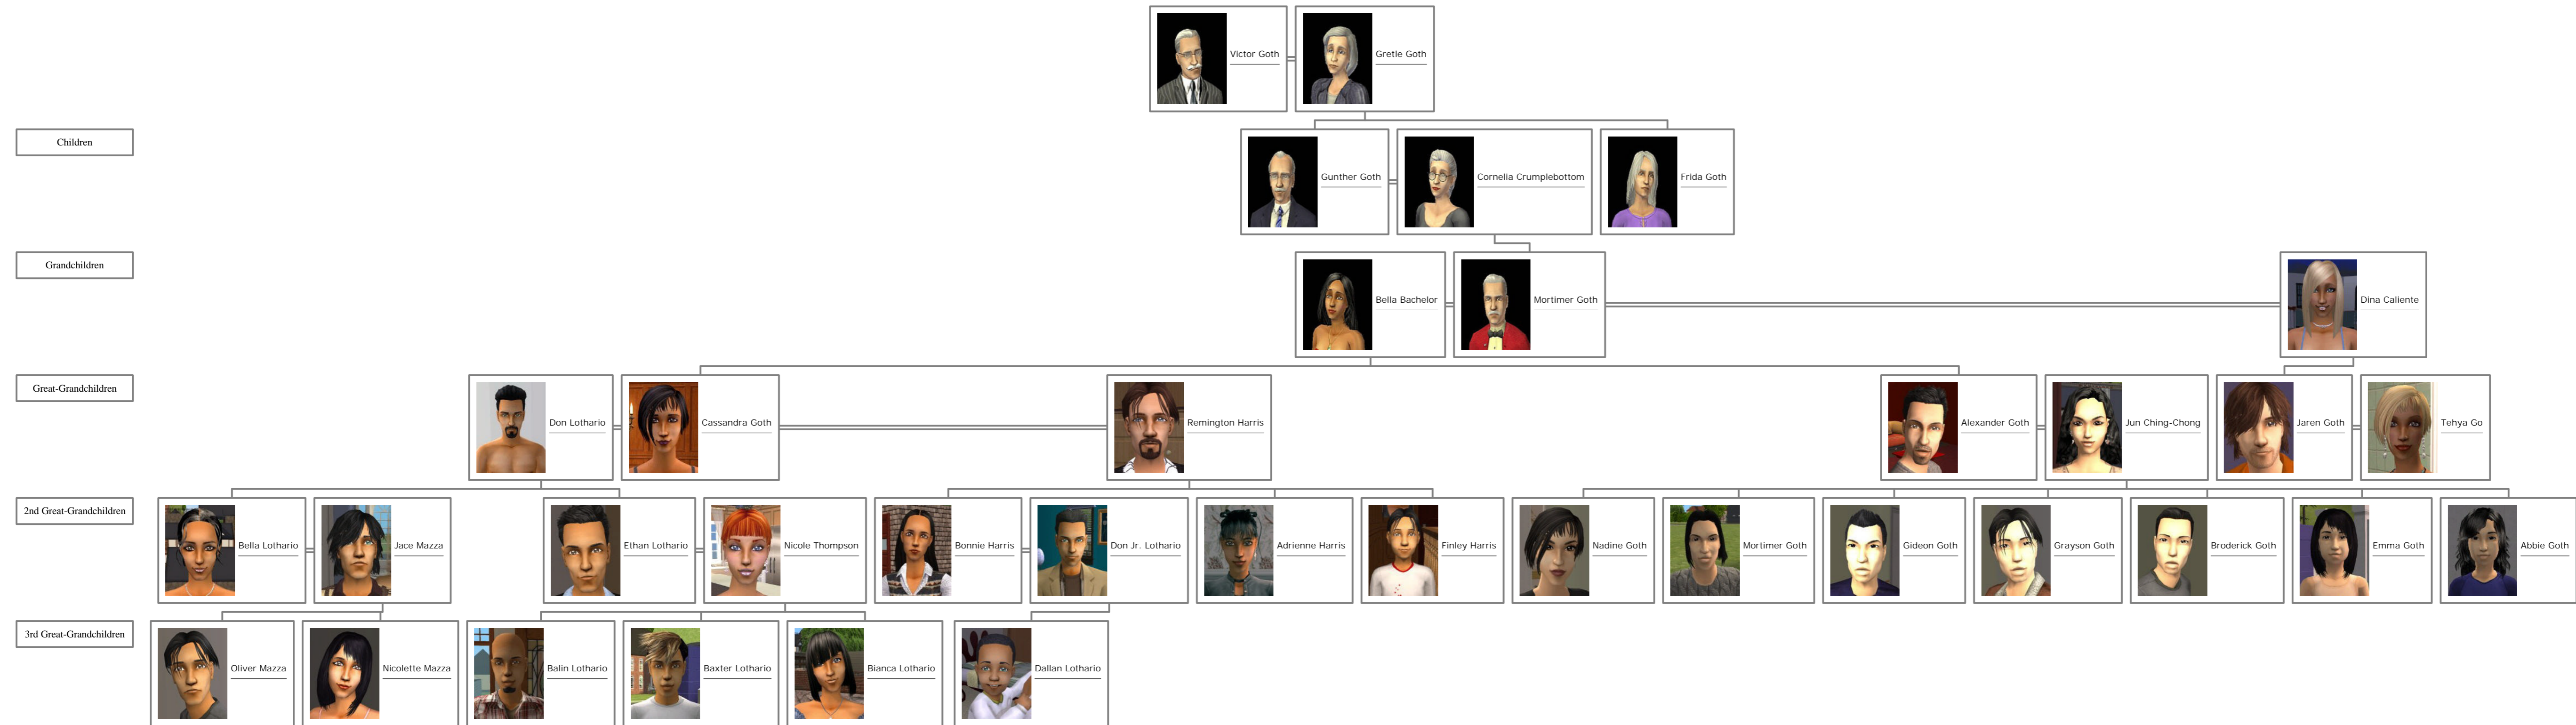 Victor Goth
Gretle Goth
Children
Gunther Goth
Cornelia Crumplebottom
Frida Goth
Grandchildren
Bella Bachelor
Mortimer Goth
Dina Caliente
Great-Grandchildren
Don Lothario
Cassandra Goth
Remington Harris
Alexander Goth
Jun Ching-Chong
Jaren Goth
Tehya Go
2nd Great-Grandchildren
Bella Lothario
Jace Mazza
Ethan Lothario
Nicole Thompson
Bonnie Harris
Don Jr. Lothario
Adrienne Harris
Finley Harris
Nadine Goth
Mortimer Goth
Gideon Goth
Grayson Goth
Broderick Goth
Emma Goth
Abbie Goth
3rd Great-Grandchildren
Oliver Mazza
Nicolette Mazza
Balin Lothario
Baxter Lothario
Bianca Lothario
Dallan Lothario